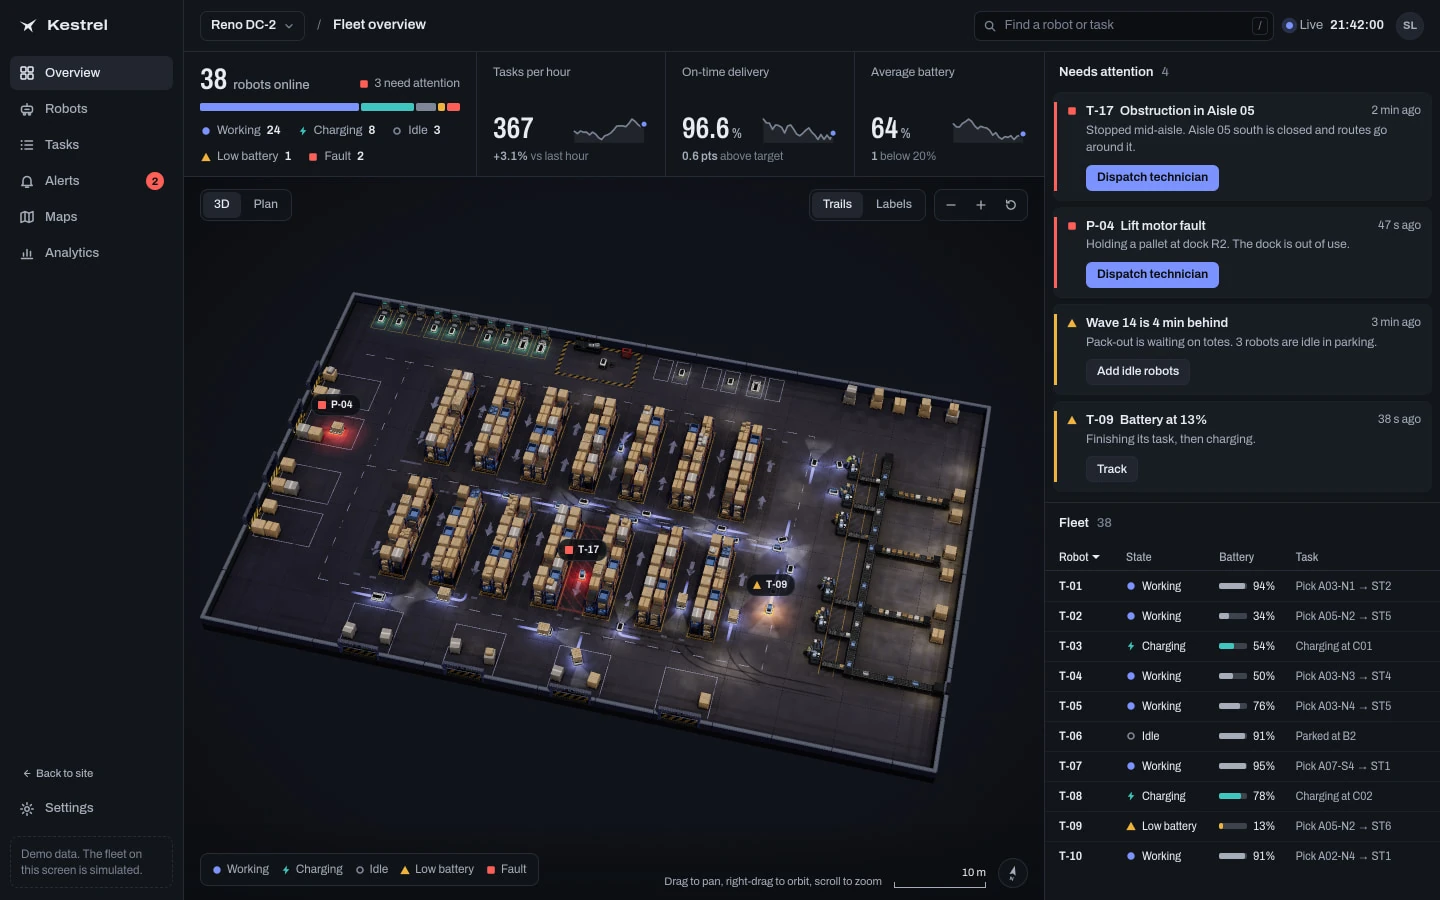 Kestrel
Overview
Robots
Tasks
Alerts 2
Maps
Analytics
← Back to site
Settings
Demo data. The fleet on
this screen is simulated.
Reno DC-2 / Fleet overview
Find a robot or task /
Live 21:42:00 SL
38 robots online 3 need attention
Working 24 Charging 8 Idle 3
Low battery 1 Fault 2
Tasks per hour
367
+3.1% vs last hour
On-time delivery
96.6 %
0.6 pts above target
Average battery
64 %
1 below 20%
3D Plan
Trails Labels − +
P-04
T-17
T-09
Working Charging Idle Low battery Fault
Drag to pan, right-drag to orbit, scroll to zoom
10 m
N
Needs attention 4
T-17 Obstruction in Aisle 05 2 min ago
Stopped mid-aisle. Aisle 05 south is closed and routes go
around it.
Dispatch technician
P-04 Lift motor fault 47 s ago
Holding a pallet at dock R2. The dock is out of use.
Dispatch technician
Wave 14 is 4 min behind 3 min ago
Pack-out is waiting on totes. 3 robots are idle in parking.
Add idle robots
T-09 Battery at 13% 38 s ago
Finishing its task, then charging.
Track
Fleet 38
Robot State Battery Task
T-01 Working 94% Pick A03-N1 → ST2
T-02 Working 34% Pick A05-N2 → ST5
T-03 Charging 54% Charging at C01
T-04 Working 50% Pick A03-N3 → ST4
T-05 Working 76% Pick A03-N4 → ST5
T-06 Idle 91% Parked at B2
T-07 Working 95% Pick A07-S4 → ST1
T-08 Charging 78% Charging at C02
T-09 Low battery 13% Pick A05-N2 → ST6
T-10 Working 91% Pick A02-N4 → ST1